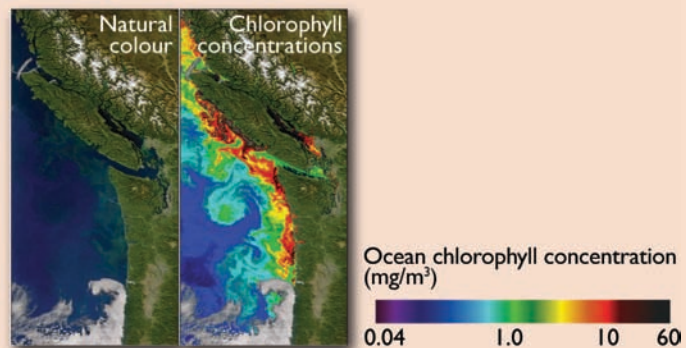 Natural
colour
Chlorophyll
concentrations
Ocean chlorophyll concentration
(mg/m³)
0.04 1.0 10 60